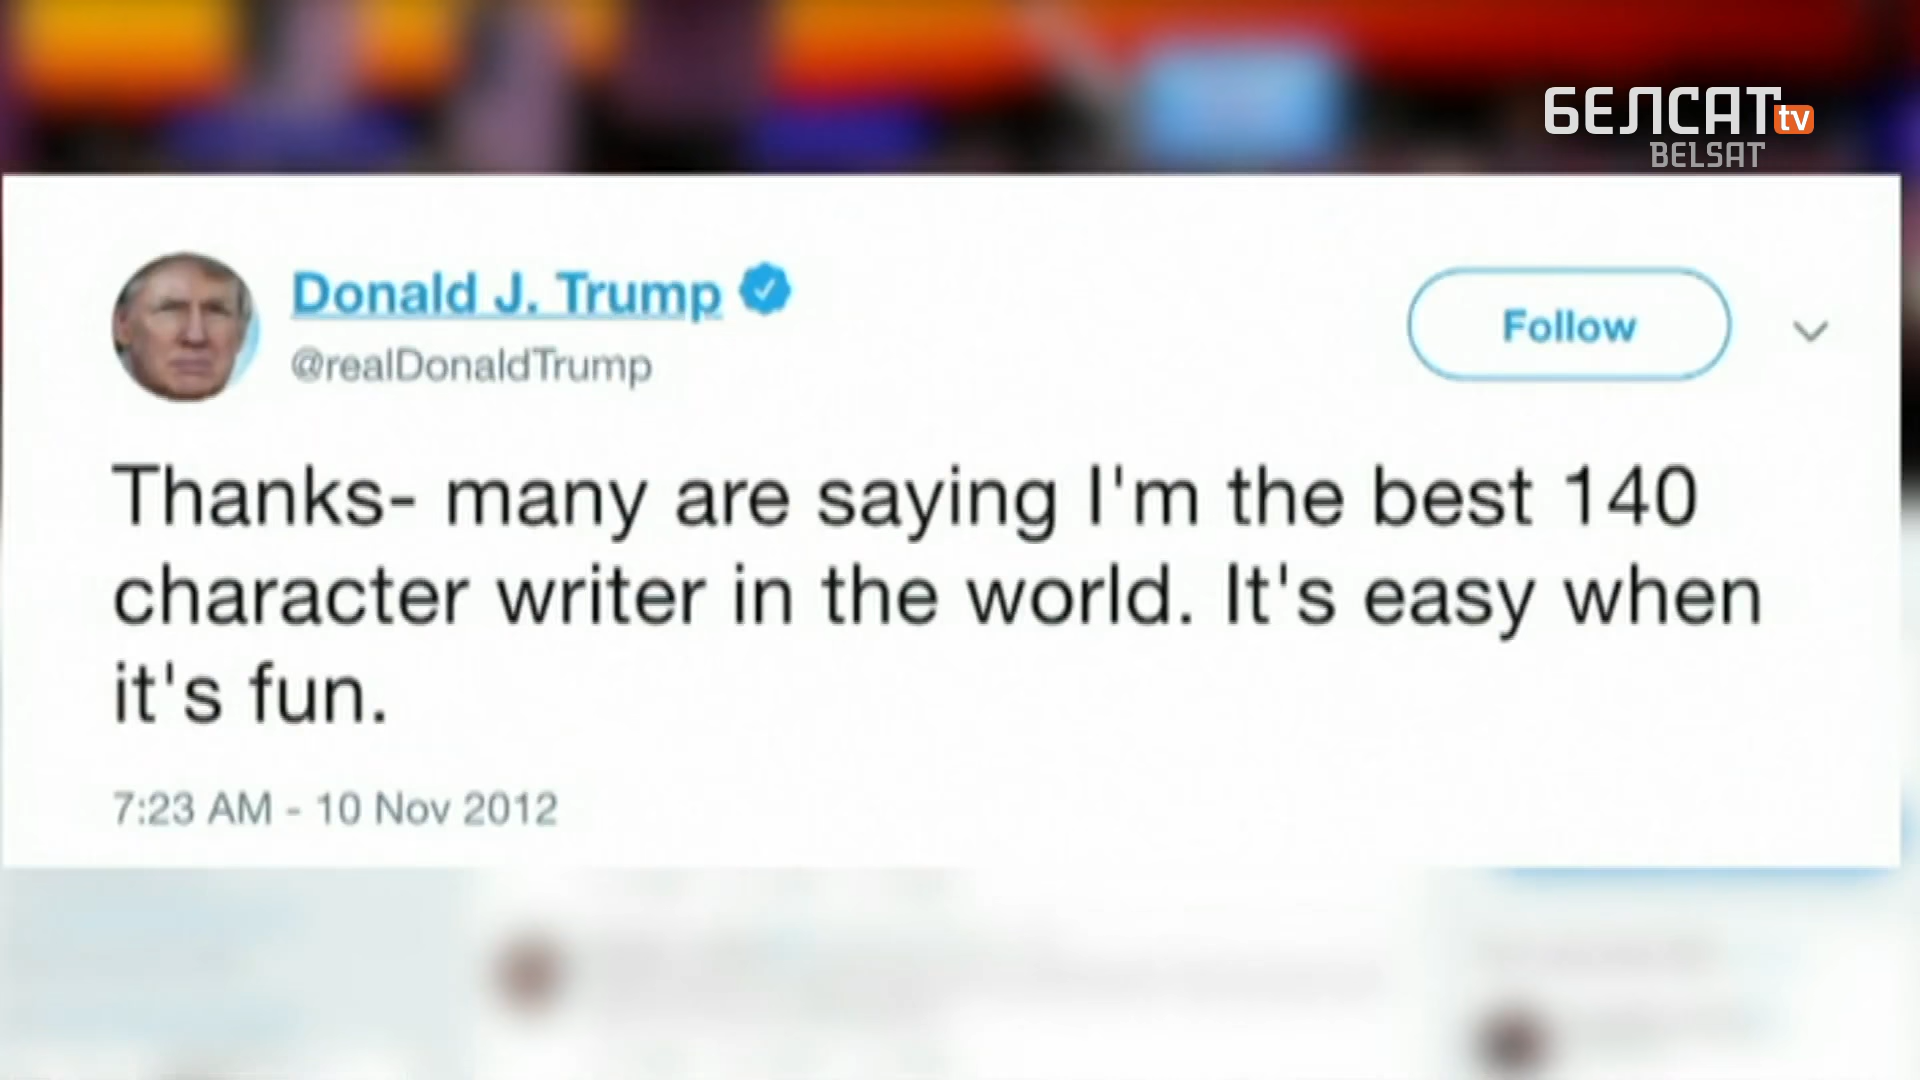 БЕЛСАТ tv
BELSAT
Donald J. Trump
@realDonaldTrump
Follow
Thanks- many are saying I'm the best 140
character writer in the world. It's easy when
it's fun.
7:23 AM - 10 Nov 2012